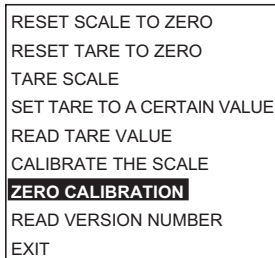 RESET SCALE TO ZERO
RESET TARE TO ZERO
TARE SCALE
SET TARE TO A CERTAIN VALUE
READ TARE VALUE
CALIBRATE THE SCALE
ZERO CALIBRATION
READ VERSION NUMBER
EXIT